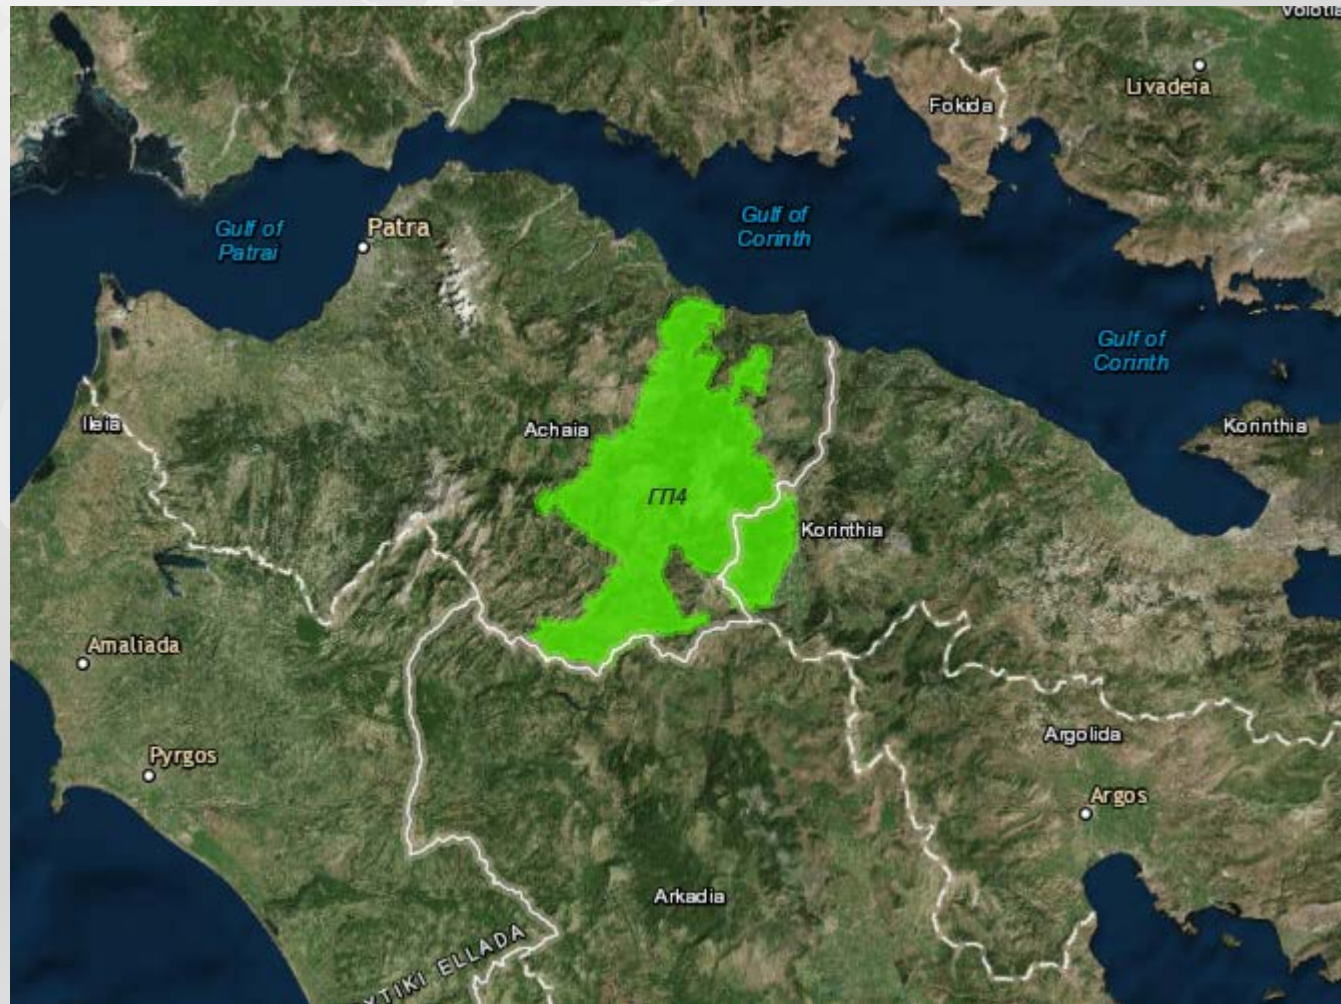 Livadeia
Fokida
Gulf of
Patrai
Patra
Gulf of
Corinth
Gulf of
Corinth
Ileia
Achaia
Korinthia
ΓΠ4
Korinthia
Amaliada
Pyrgos
Argolida
Argos
Arkadia
YTIKI ELLADA